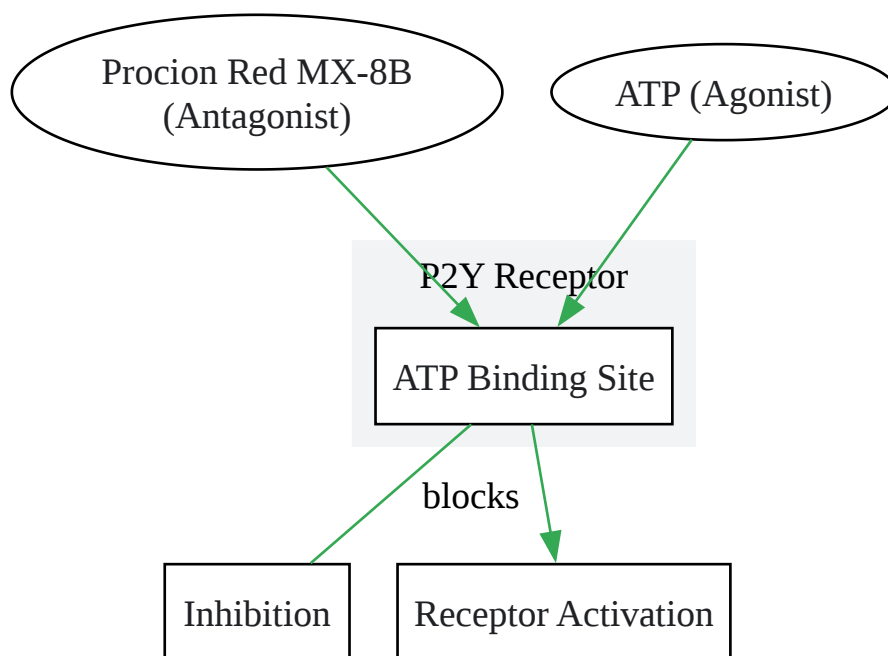 Procion Red MX-8B
(Antagonist)
ATP (Agonist)
P2Y Receptor
ATP Binding Site
blocks
Inhibition
Receptor Activation